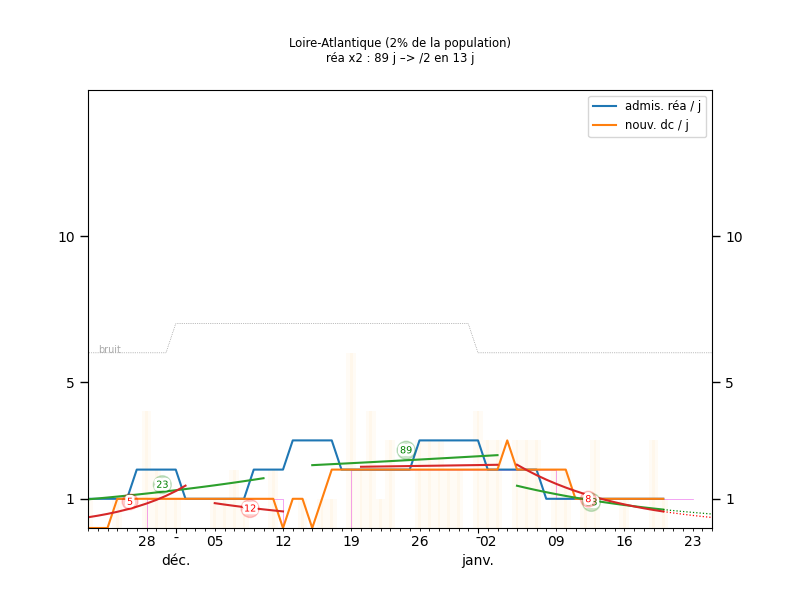 Loire-Atlantique (2% de la population)
réa x2 : 89 j –> /2 en 13 j
admis. réa / j
nouv. dc / j
10 10
bruit
5 5
89
23
5 12 8 3
1 1
28 05 12 19 26 02 09 16 23
déc. janv.